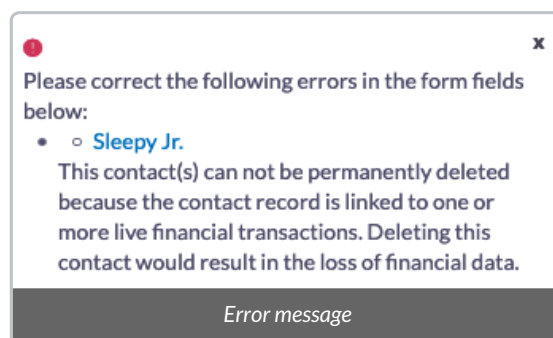 x
Please correct the following errors in the form fields
below:
Sleepy Jr.
This contact(s) can not be permanently deleted
because the contact record is linked to one or
more live financial transactions. Deleting this
contact would result in the loss of financial data.
Error message